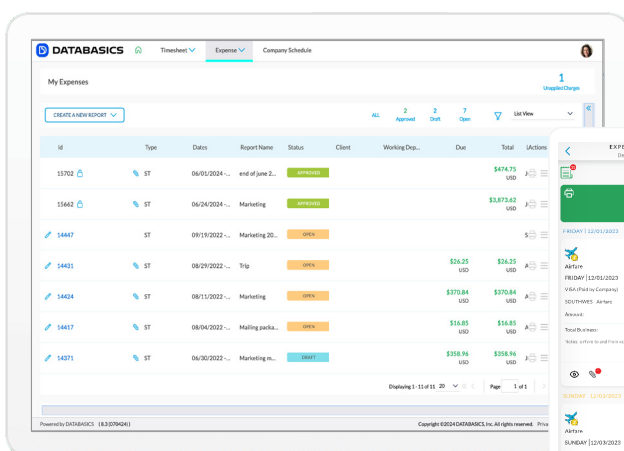 DATABASICS Timesheet Expense Company Schedule
My Expenses
1
Unapplied Charges
CREATE A NEW REPORT
ALL 2 Approved 2 Draft 7 Open List View
Id Type Dates Report Name Status Client Working Dep... Due Total Actions
15702 ST 06/01/2024 -... end of june 2... APPROVED $474.75 USD
15662 ST 06/24/2024 -... Marketing APPROVED $3,873.62 USD
14447 ST 09/19/2022 -... Marketing 20... OPEN
14431 ST 08/29/2022 -... Trip OPEN $26.25 USD $26.25 USD
14424 ST 08/11/2022 -... Marketing OPEN $370.84 USD $370.84 USD
14417 ST 08/04/2022 -... Mailing packa... OPEN $16.85 USD $16.85 USD
14371 ST 06/30/2022 -... Marketing m... DRAFT $358.96 USD $358.96 USD
Displaying 1 - 11 of 11 20 Page 1 of 1
Powered by DATABASICS (8.3 (070424)) Copyright ©2024 DATABASICS, Inc. All rights reserved. Priva
EXPE
De
FRIDAY | 12/01/2023
Airfare
FRIDAY | 12/01/2023
VISA (Paid by Company)
SOUTHWES Airfare
Amount:
Total Business:
SUNDAY 12/03/2023
Airfare
SUNDAY | 12/03/2023